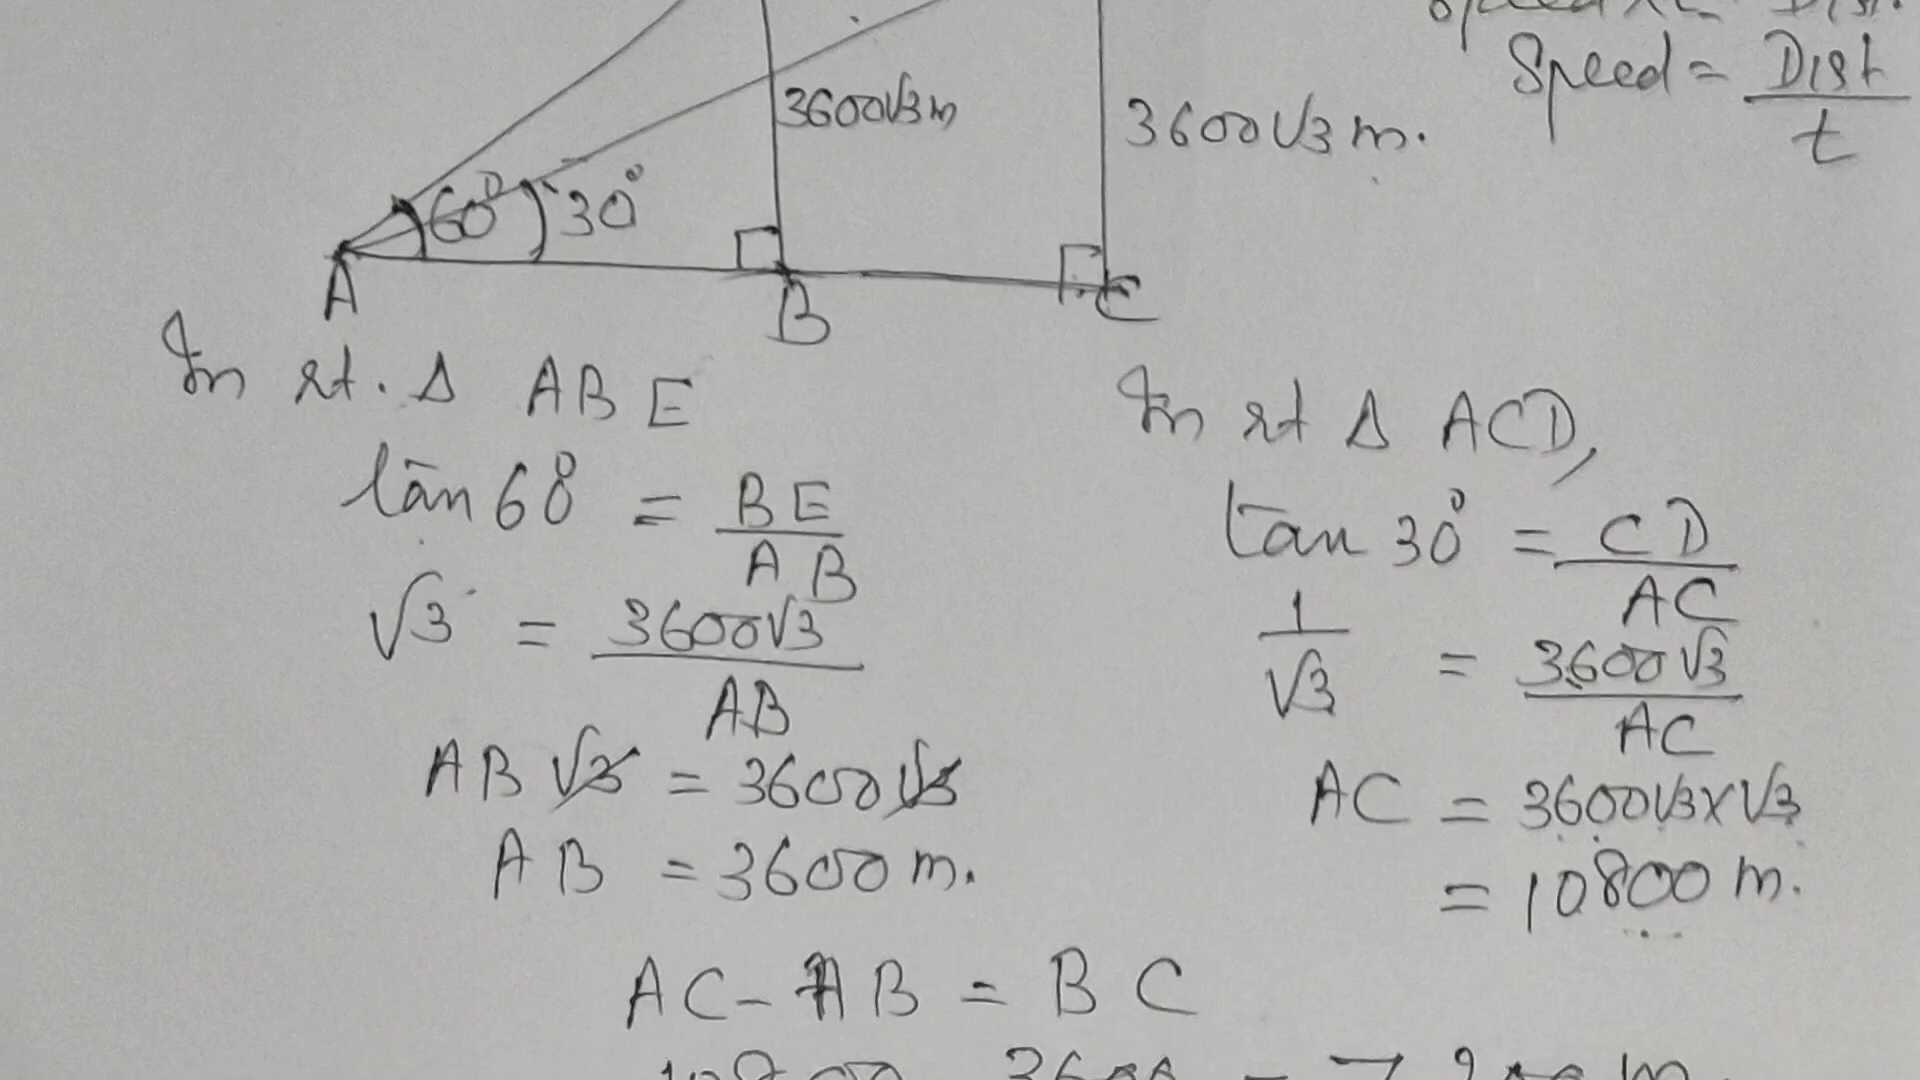 Speed = Dist
t
3600√3m
3600√3 m.
60° 30°
A
B
C
In rt. Δ ABE
tan 60° = BE
AB
√3 = 3600√3
AB
AB √3 = 3600√3
AB = 3600 m.
In rt Δ ACD,
tan 30° = CD
AC
1
√3
= 3600√3
AC
AC = 3600√3×√3
= 10800 m.
AC - AB = BC